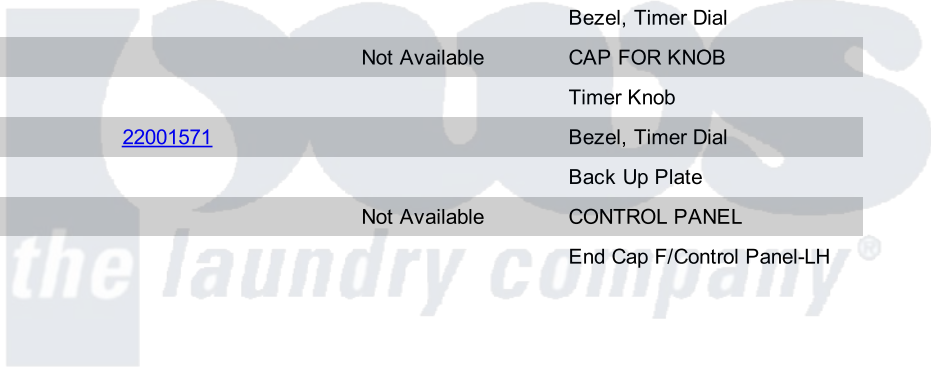 Bezel, Timer Dial
Not Available CAP FOR KNOB
Timer Knob
22001571 Bezel, Timer Dial
Back Up Plate
Not Available CONTROL PANEL
End Cap F/Control Panel-LH
the laundry company®